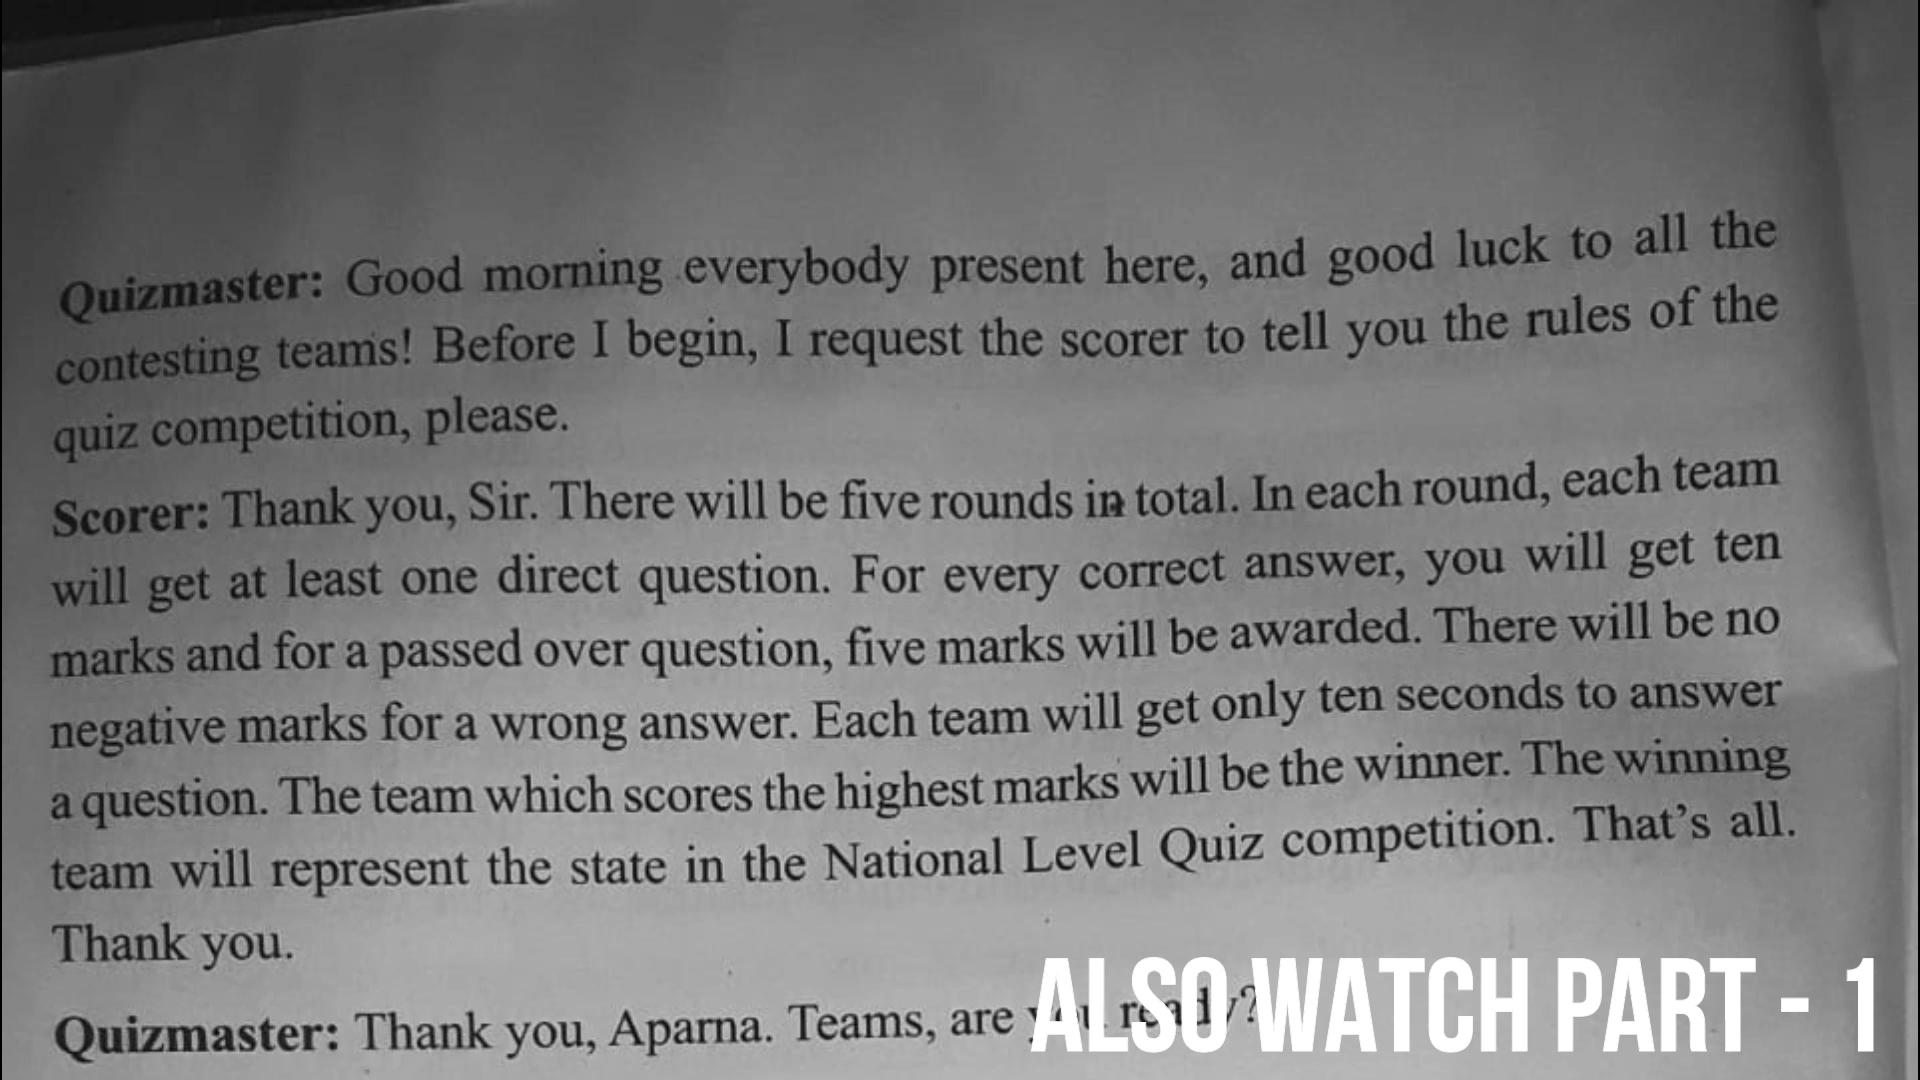 Quizmaster: Good morning everybody present here, and good luck to all the
contesting teams! Before I begin, I request the scorer to tell you the rules of the
quiz competition, please.
Scorer: Thank you, Sir. There will be five rounds in total. In each round, each team
will get at least one direct question. For every correct answer, you will get ten
marks and for a passed over question, five marks will be awarded. There will be no
negative marks for a wrong answer. Each team will get only ten seconds to answer
a question. The team which scores the highest marks will be the winner. The winning
team will represent the state in the National Level Quiz competition. That's all.
Thank you.
Quizmaster: Thank you, Aparna. Teams, are you ready?
ALSO WATCH PART - 1